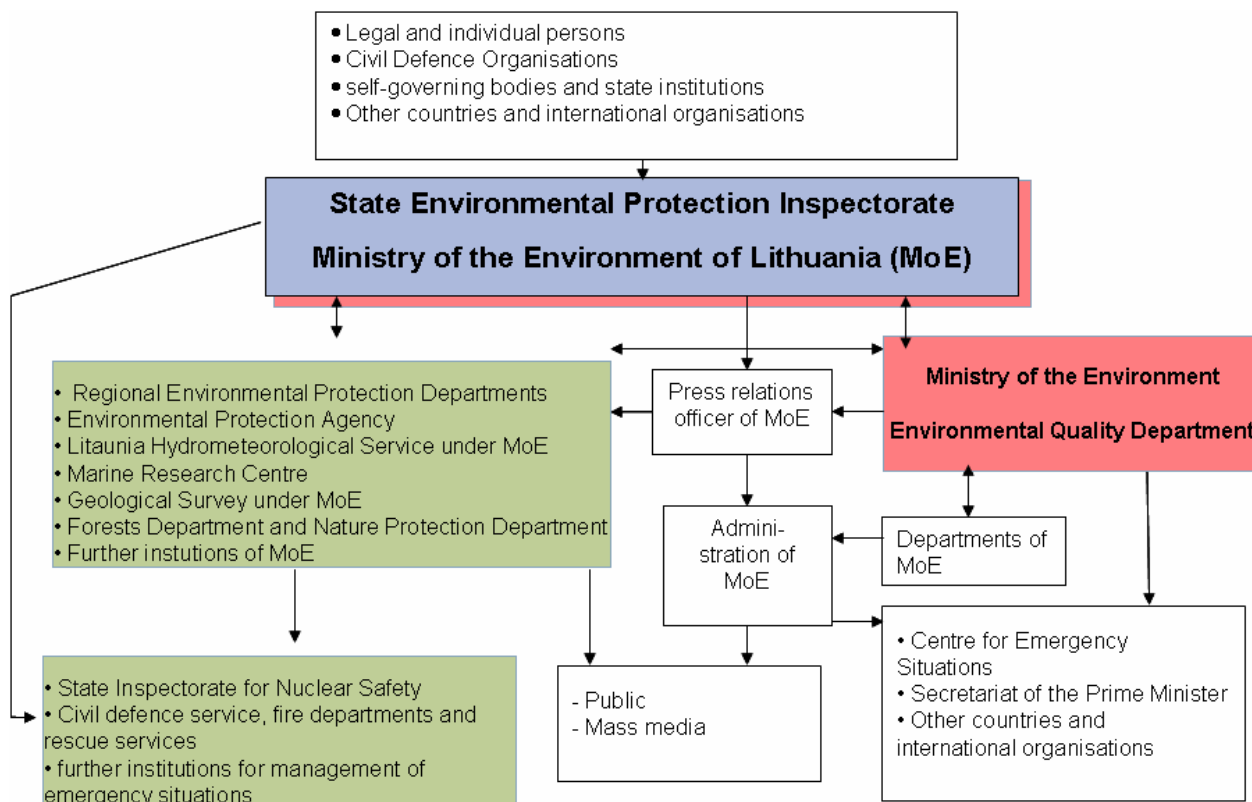 ● Legal and individual persons
● Civil Defence Organisations
● self-governing bodies and state institutions
● Other countries and international organisations
State Environmental Protection Inspectorate
Ministry of the Environment of Lithuania (MoE)
• Regional Environmental Protection Departments
• Environmental Protection Agency
• Litaunia Hydrometeorological Service under MoE
• Marine Research Centre
• Geological Survey under MoE
• Forests Department and Nature Protection Department
• Further instutions of MoE
Press relations
officer of MoE
Ministry of the Environment
Environmental Quality Department
Admini-
stration of
MoE
Departments of
MoE
• State Inspectorate for Nuclear Safety
• Civil defence service, fire departments and
rescue services
• further institutions for management of
emergency situations
- Public
- Mass media
• Centre for Emergency
Situations
• Secretariat of the Prime Minister
• Other countries and
international organisations